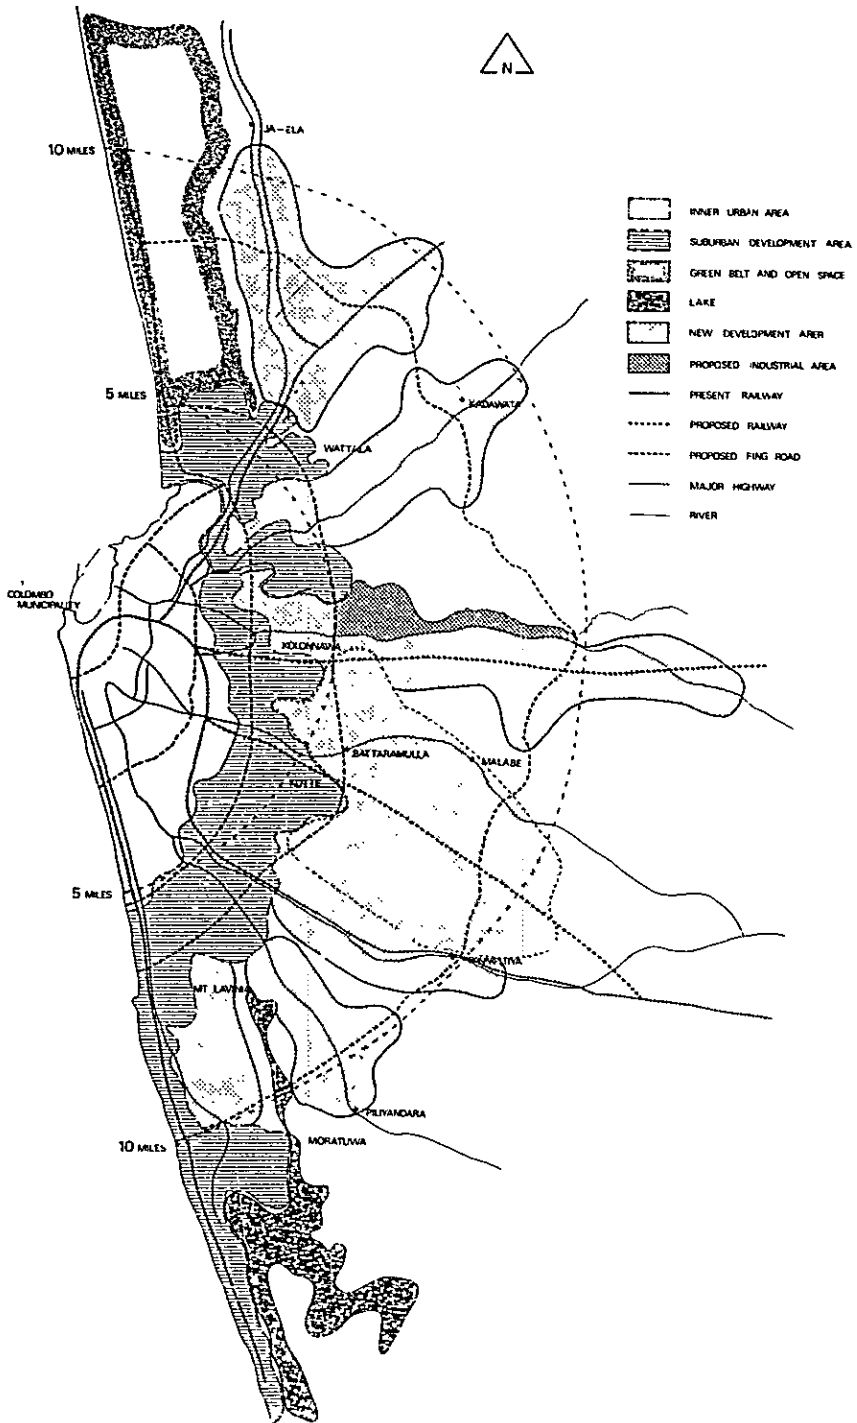 N
JA-ELA
10 MILES
INNER URBAN AREA
SUBURBAN DEVELOPMENT AREA
GREEN BELT AND OPEN SPACE
LAKE
NEW DEVELOPMENT ARER
PROPOSED INDUSTRIAL AREA
PRESENT RAILWAY
PROPOSED RAILWAY
PROPOSED FING ROAD
MAJOR HIGHWAY
RIVER
5 MILES
KADAWATA
WATTALA
COLOMBO
MUNICIPALITY
KOLONNAWA
BATTARAMULLA
MALABE
KOTTE
5 MILES
MT LAVINIA
PILIYANDARA
MORATUWA
10 MILES